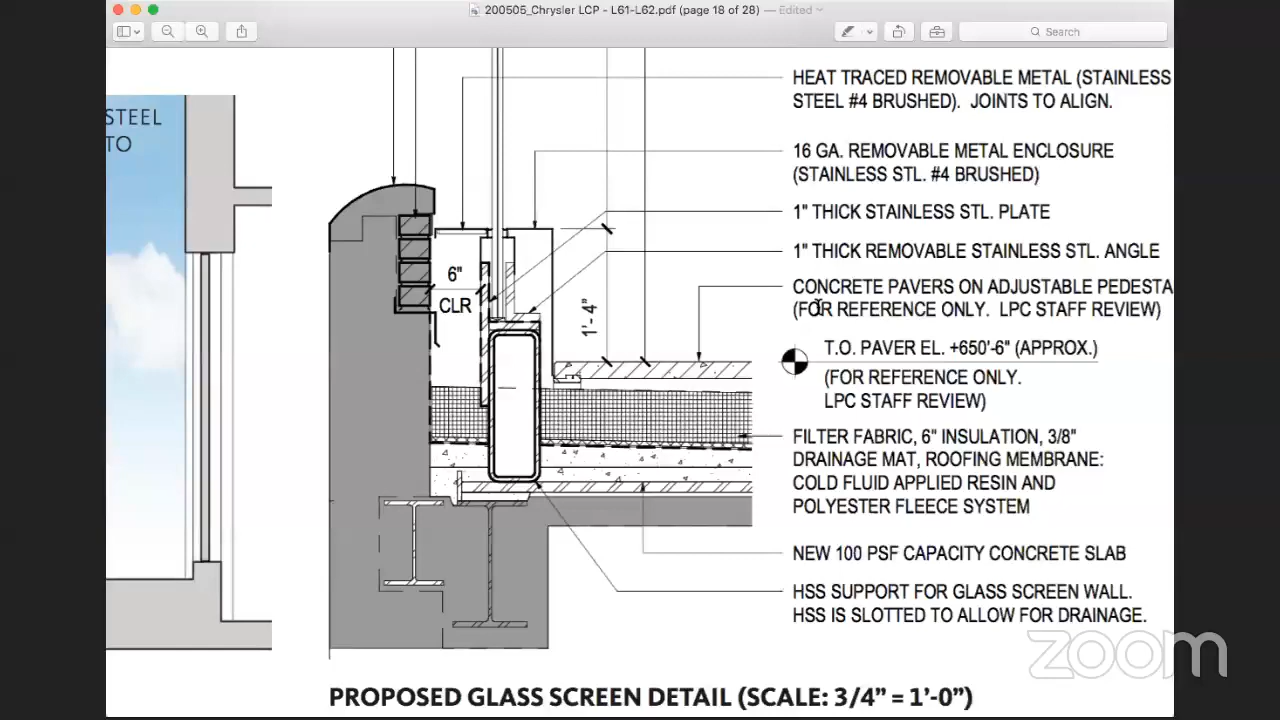 200505_Chrysler LCP - L61-L62.pdf (page 18 of 28) — Edited
Search
STEEL
TO
HEAT TRACED REMOVABLE METAL (STAINLESS
STEEL #4 BRUSHED).  JOINTS TO ALIGN.
16 GA. REMOVABLE METAL ENCLOSURE
(STAINLESS STL. #4 BRUSHED)
1" THICK STAINLESS STL. PLATE
1" THICK REMOVABLE STAINLESS STL. ANGLE
6"
CLR
1'- 4"
CONCRETE PAVERS ON ADJUSTABLE PEDESTA
(FOR REFERENCE ONLY.  LPC STAFF REVIEW)
T.O. PAVER EL. +650'-6" (APPROX.)
(FOR REFERENCE ONLY.
LPC STAFF REVIEW)
FILTER FABRIC, 6" INSULATION, 3/8"
DRAINAGE MAT, ROOFING MEMBRANE:
COLD FLUID APPLIED RESIN AND
POLYESTER FLEECE SYSTEM
NEW 100 PSF CAPACITY CONCRETE SLAB
HSS SUPPORT FOR GLASS SCREEN WALL.
HSS IS SLOTTED TO ALLOW FOR DRAINAGE.
zoom
PROPOSED GLASS SCREEN DETAIL (SCALE: 3/4" = 1'-0")